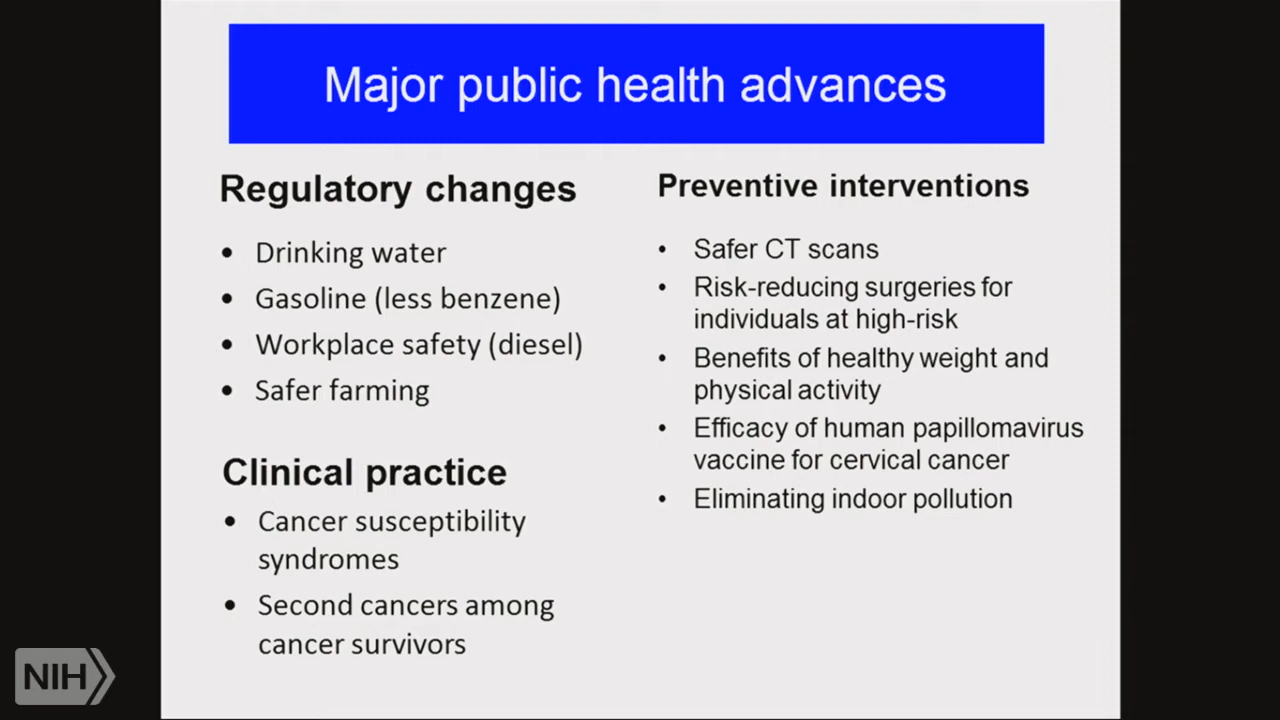 Major public health advances
Regulatory changes
• Drinking water
• Gasoline (less benzene)
• Workplace safety (diesel)
• Safer farming
Clinical practice
• Cancer susceptibility
syndromes
• Second cancers among
cancer survivors
Preventive interventions
• Safer CT scans
• Risk-reducing surgeries for
individuals at high-risk
• Benefits of healthy weight and
physical activity
• Efficacy of human papillomavirus
vaccine for cervical cancer
• Eliminating indoor pollution
NIH